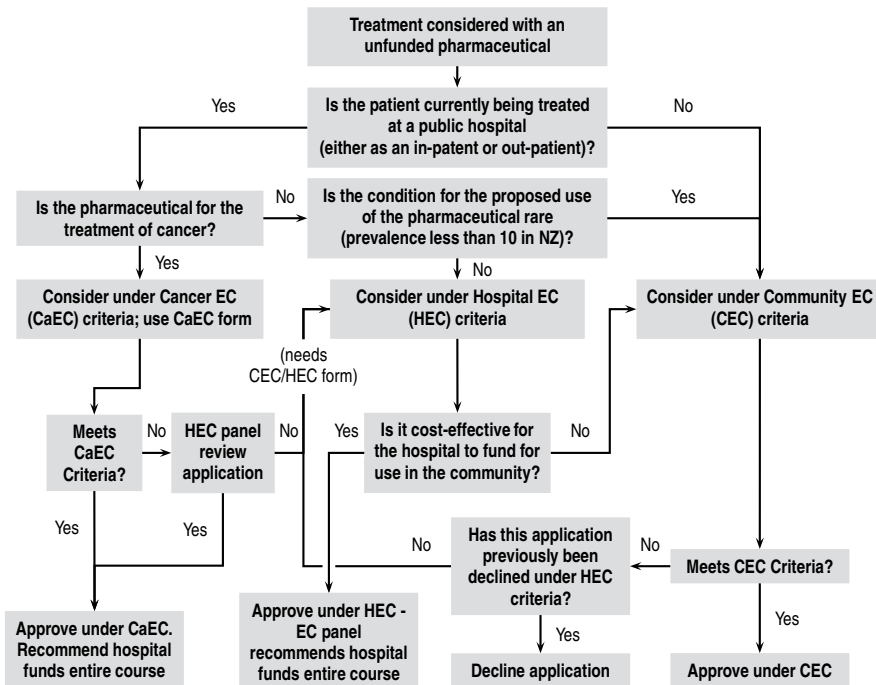 Treatment considered with an
unfunded pharmaceutical
Yes
Is the patient currently being treated
at a public hospital
(either as an in-patent or out-patient)?
No
Is the pharmaceutical for the
treatment of cancer?
No
Is the condition for the proposed use
of the pharmaceutical rare
(prevalence less than 10 in NZ)?
Yes
Yes
No
Consider under Cancer EC
(CaEC) criteria; use CaEC form
Consider under Hospital EC
(HEC) criteria
Consider under Community EC
(CEC) criteria
(needs
CEC/HEC form)
Meets
CaEC
Criteria?
No
HEC panel
review
application
No
Yes
Is it cost-effective for
the hospital to fund for
use in the community?
No
Yes
Yes
No
Has this application
previously been
declined under HEC
criteria?
No
Meets CEC Criteria?
Yes
Yes
Approve under CaEC.
Recommend hospital
funds entire course
Approve under HEC -
EC panel
recommends hospital
funds entire course
Decline application
Approve under CEC